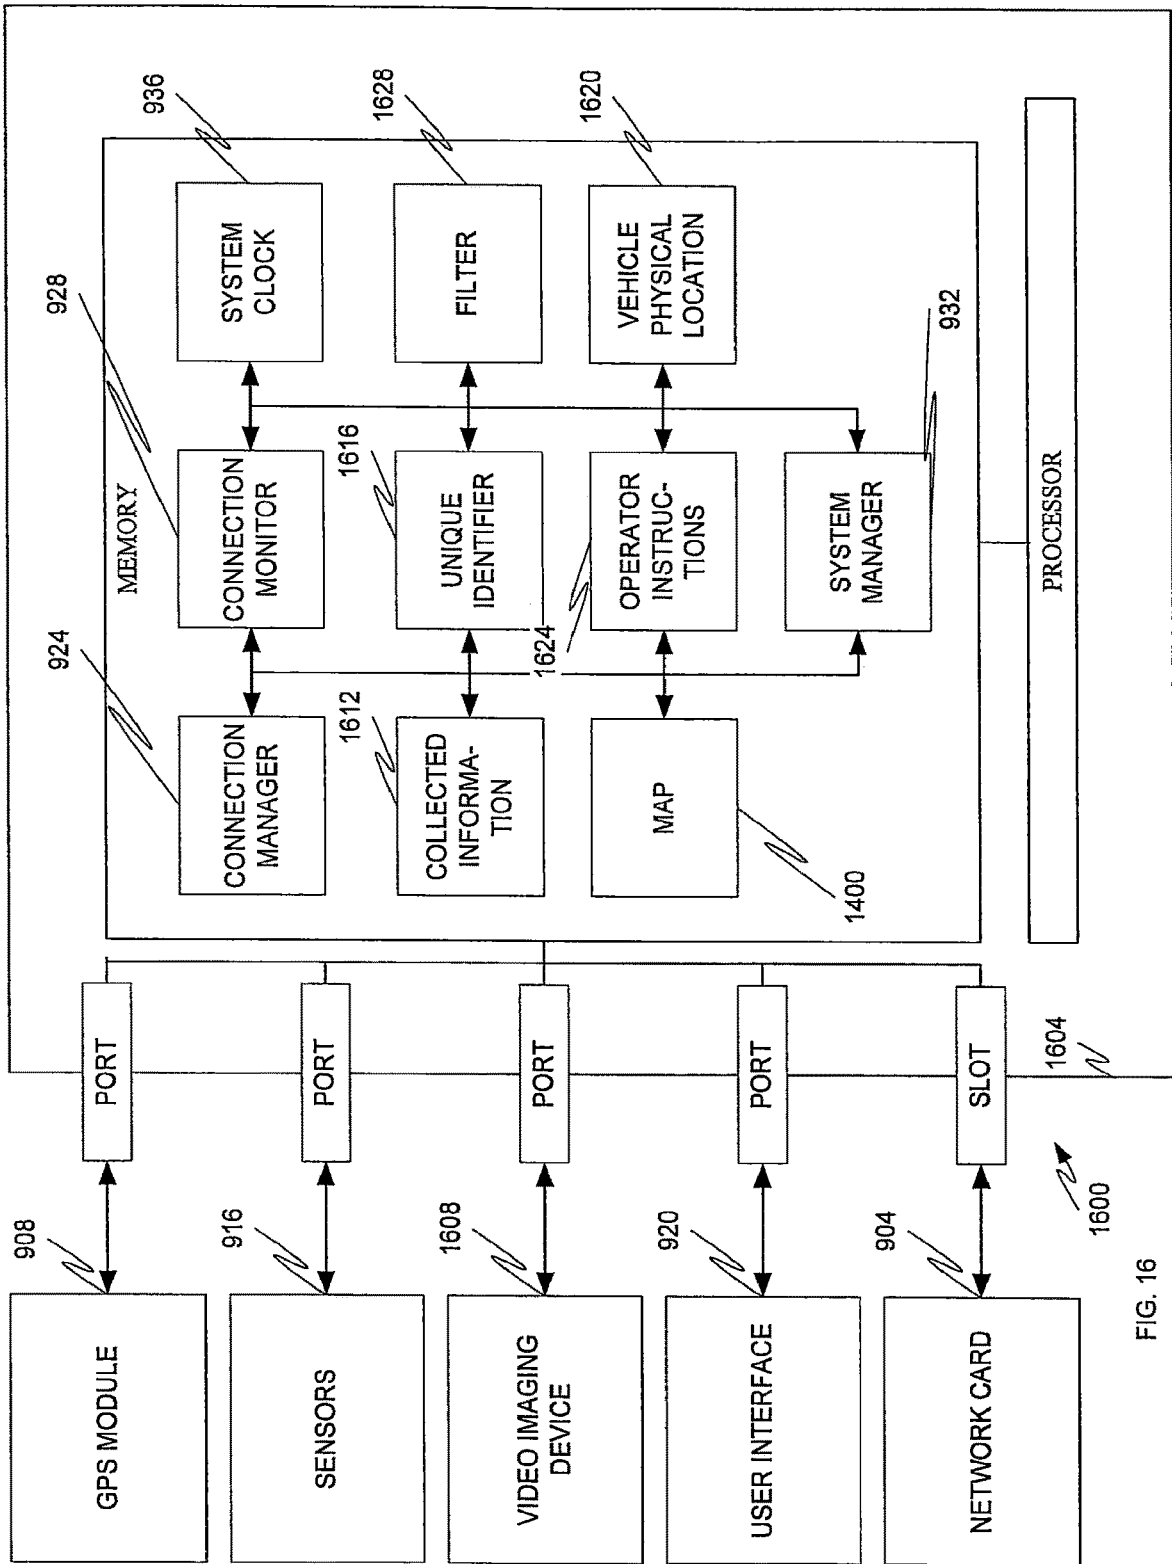 GPS MODULE
908
PORT
SENSORS
916
PORT
VIDEO IMAGING
DEVICE
1608
PORT
USER INTERFACE
920
PORT
NETWORK CARD
904
SLOT
1600
1604
MEMORY
924
CONNECTION
MANAGER
928
CONNECTION
MONITOR
936
SYSTEM
CLOCK
1612
COLLECTED
INFORMA-
TION
1616
UNIQUE
IDENTIFIER
1628
FILTER
1400
MAP
1624
OPERATOR
INSTRUC-
TIONS
1620
VEHICLE
PHYSICAL
LOCATION
SYSTEM
MANAGER
932
PROCESSOR
FIG. 16